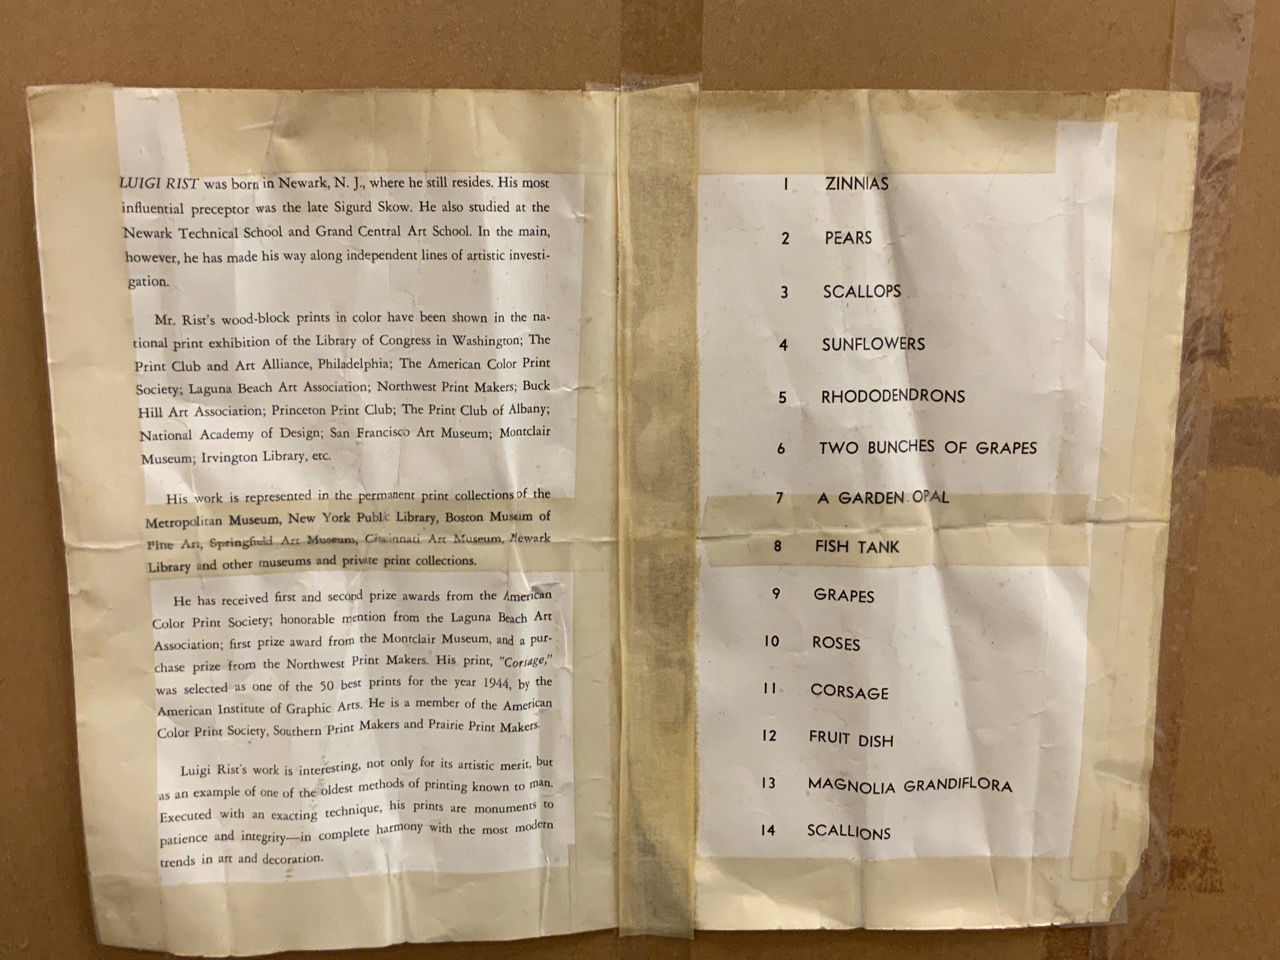 LUIGI RIST was born in Newark, N. J., where he still resides. His most
influential preceptor was the late Sigurd Skow. He also studied at the
Newark Technical School and Grand Central Art School. In the main,
however, he has made his way along independent lines of artistic investi-
gation.
Mr. Rist's wood-block prints in color have been shown in the na-
tional print exhibition of the Library of Congress in Washington; The
Print Club and Art Alliance, Philadelphia; The American Color Print
Society; Laguna Beach Art Association; Northwest Print Makers; Buck
Hill Art Association; Princeton Print Club; The Print Club of Albany;
National Academy of Design; San Francisco Art Museum; Montclair
Museum; Irvington Library, etc.
His work is represented in the permanent print collections of the
Metropolitan Museum, New York Public Library, Boston Museum of
Fine Art, Springfield Art Museum, Cincinnati Art Museum, Newark
Library and other museums and private print collections.
He has received first and second prize awards from the American
Color Print Society; honorable mention from the Laguna Beach Art
Association; first prize award from the Montclair Museum, and a pur-
chase prize from the Northwest Print Makers. His print, "Corsage,"
was selected as one of the 50 best prints for the year 1944, by the
American Institute of Graphic Arts. He is a member of the American
Color Print Society, Southern Print Makers and Prairie Print Makers.
Luigi Rist's work is interesting, not only for its artistic merit, but
as an example of one of the oldest methods of printing known to man.
Executed with an exacting technique, his prints are monuments to
patience and integrity—in complete harmony with the most modern
trends in art and decoration.
1 ZINNIAS
2 PEARS
3 SCALLOPS
4 SUNFLOWERS
5 RHODODENDRONS
6 TWO BUNCHES OF GRAPES
7 A GARDEN OPAL
8 FISH TANK
9 GRAPES
10 ROSES
11 CORSAGE
12 FRUIT DISH
13 MAGNOLIA GRANDIFLORA
14 SCALLIONS